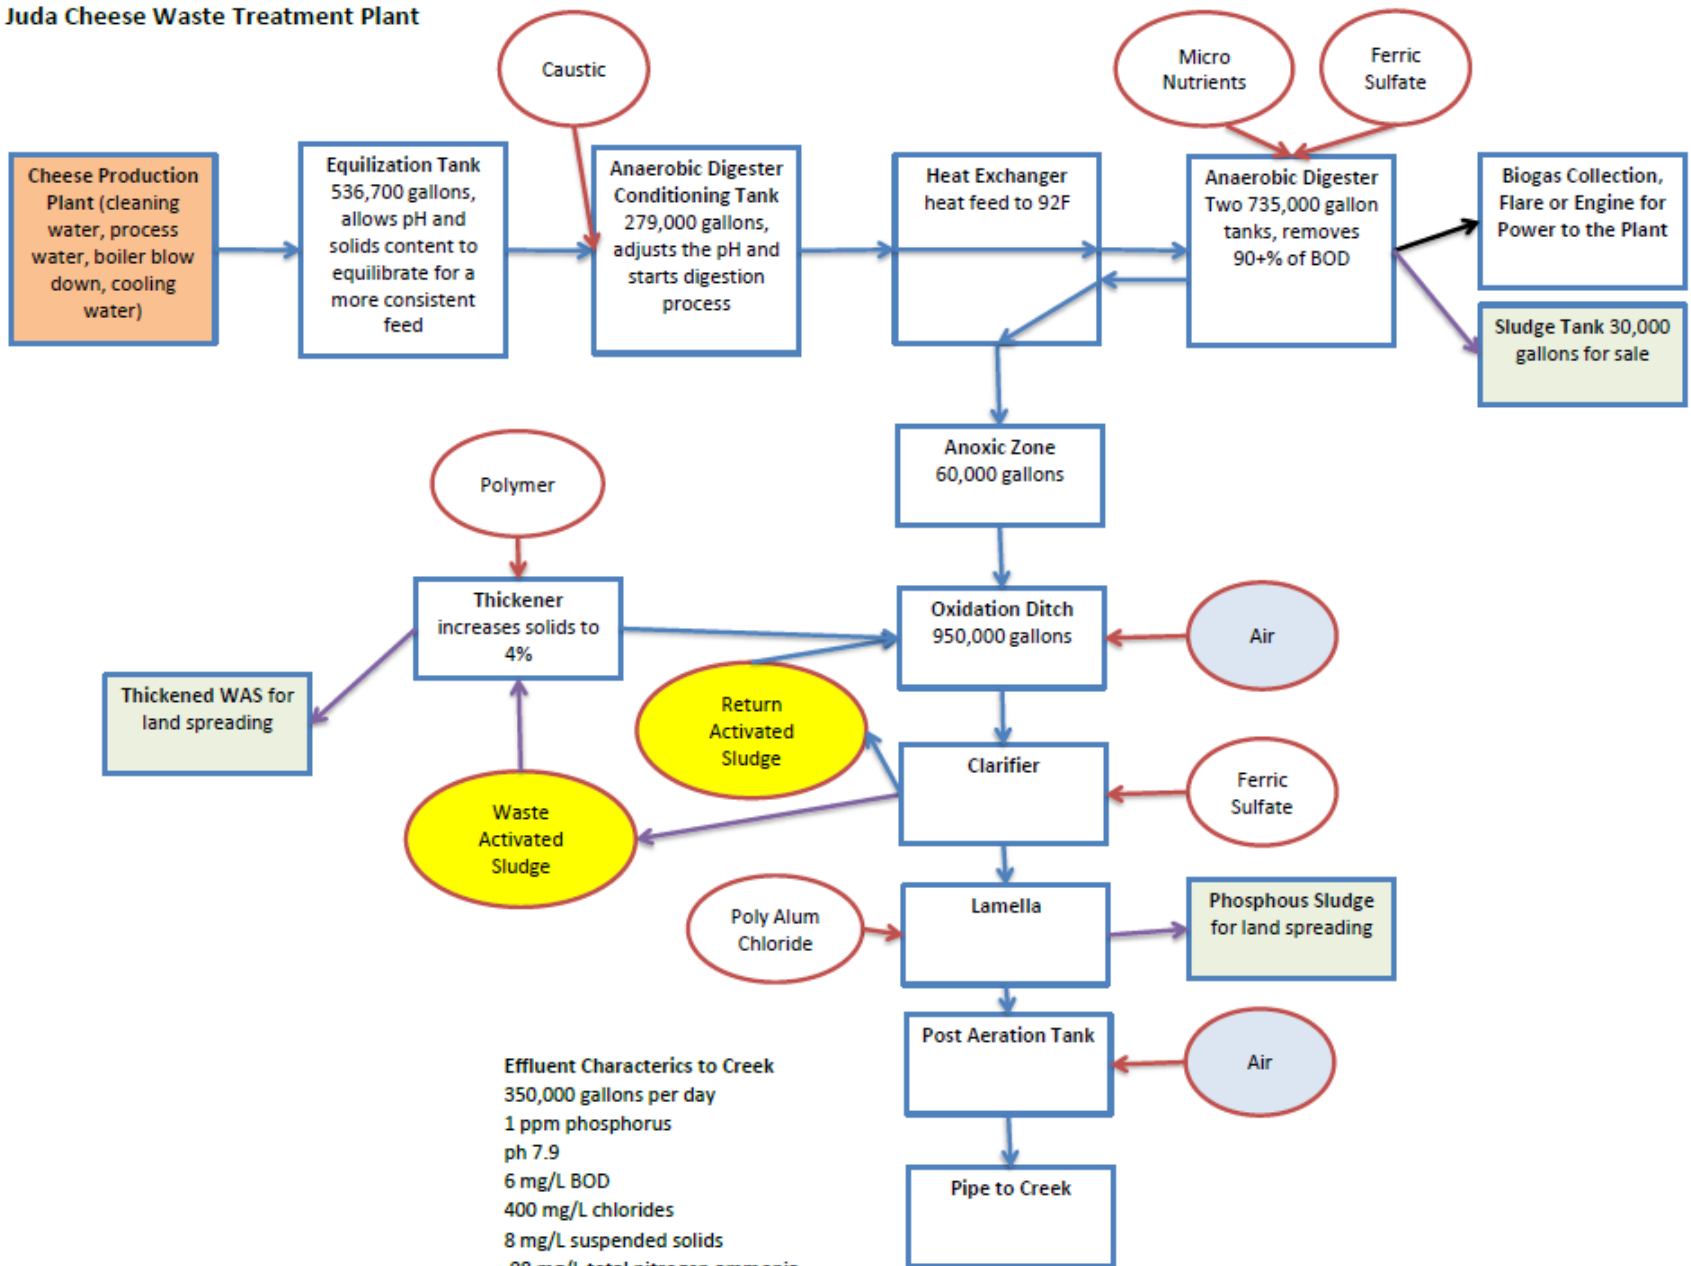 Juda Cheese Waste Treatment Plant
Caustic
Micro
Nutrients
Ferric
Sulfate
Cheese Production
Plant (cleaning
water, process
water, boiler blow
down, cooling
water)
Equilization Tank
536,700 gallons,
allows pH and
solids content to
equilibrate for a
more consistent
feed
Anaerobic Digester
Conditioning Tank
279,000 gallons,
adjusts the pH and
starts digestion
process
Heat Exchanger
heat feed to 92F
Anaerobic Digester
Two 735,000 gallon
tanks, removes
90+% of BOD
Biogas Collection,
Flare or Engine for
Power to the Plant
Sludge Tank 30,000
gallons for sale
Anoxic Zone
60,000 gallons
Polymer
Thickener
increases solids to
4%
Oxidation Ditch
950,000 gallons
Air
Thickened WAS for
land spreading
Return
Activated
Sludge
Clarifier
Ferric
Sulfate
Waste
Activated
Sludge
Poly Alum
Chloride
Lamella
Phosphous Sludge
for land spreading
Post Aeration Tank
Air
Pipe to Creek
Effluent Characterics to Creek
350,000 gallons per day
1 ppm phosphorus
ph 7.9
6 mg/L BOD
400 mg/L chlorides
8 mg/L suspended solids
mg/L total nitrogen ammonia